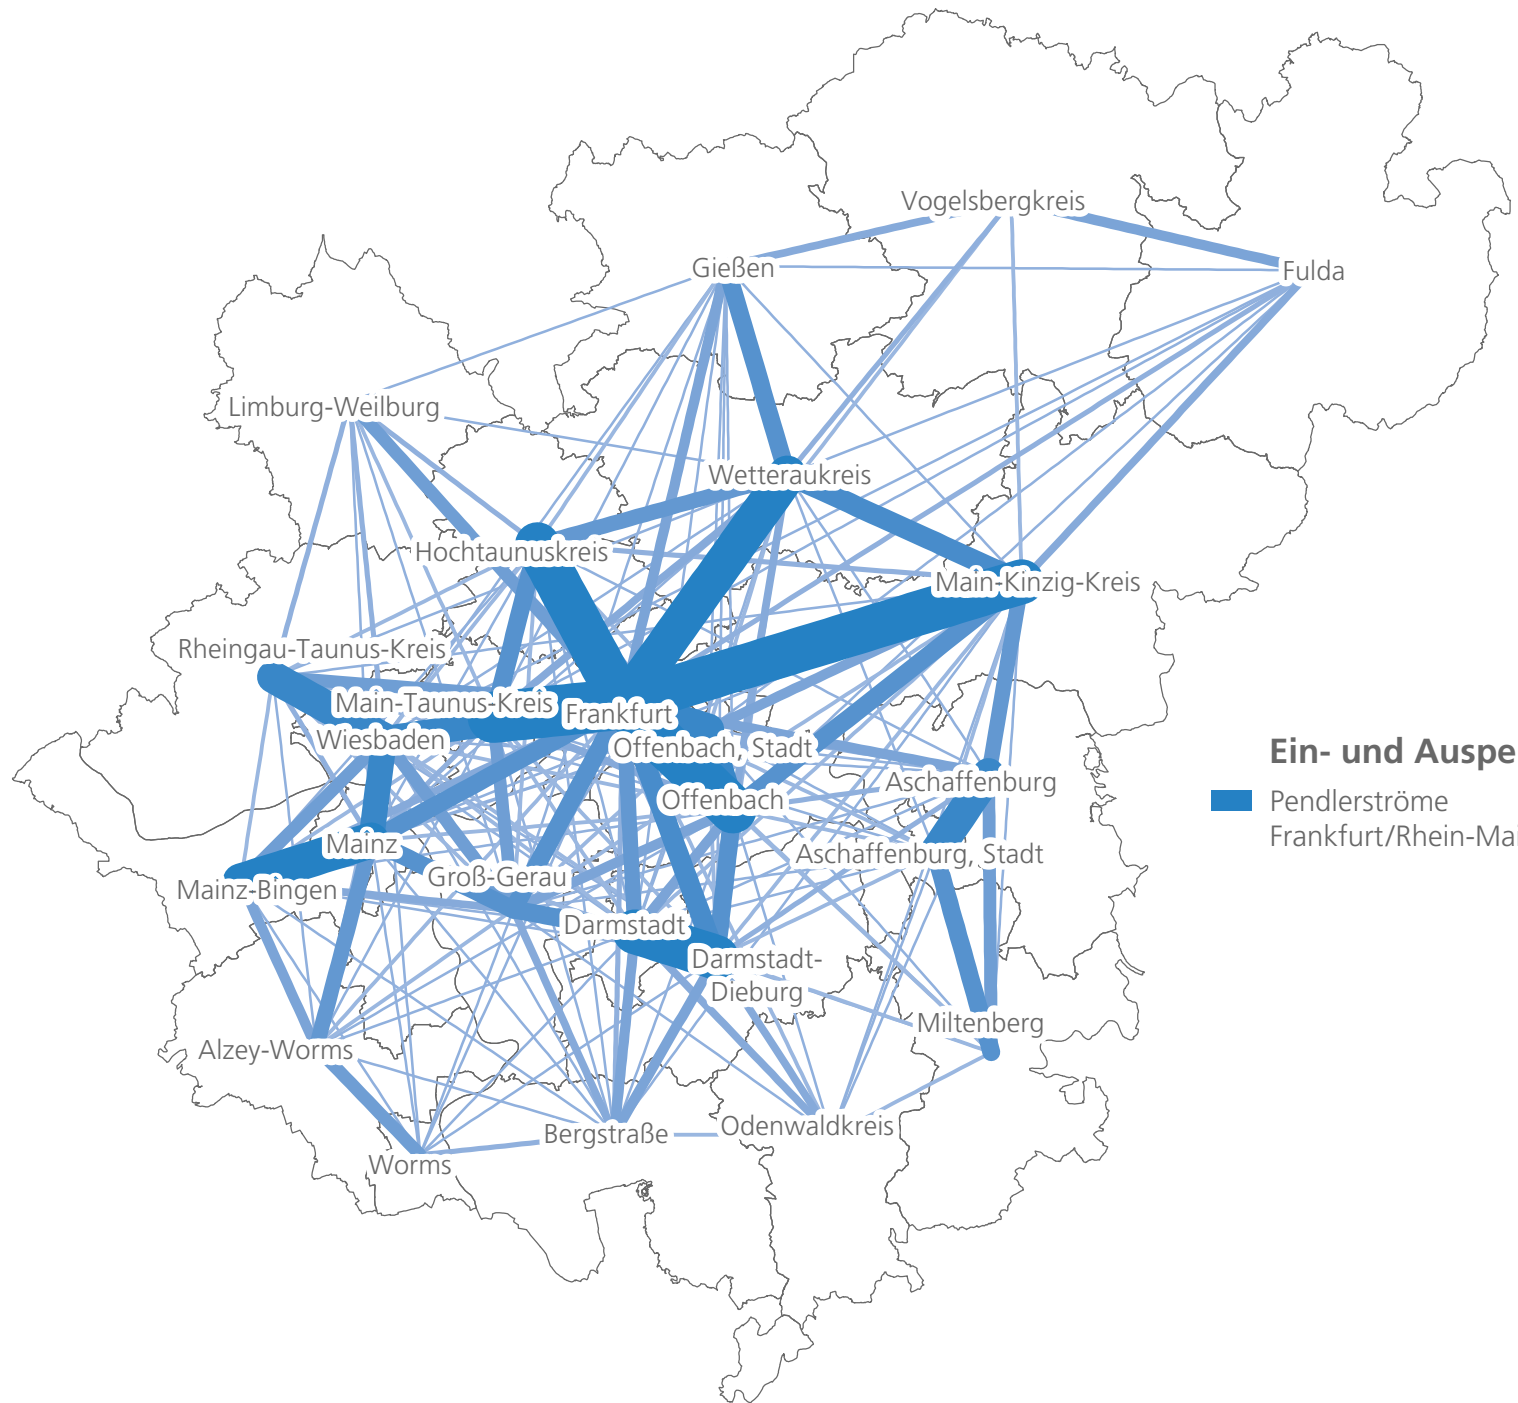 Vogelsbergkreis
Gießen
Fulda
Limburg-Weilburg
Wetteraukreis
Hochtaunuskreis
Main-Kinzig-Kreis
Rheingau-Taunus-Kreis
Main-Taunus-Kreis
Frankfurt
Wiesbaden
Offenbach, Stadt
Ein- und Auspe
Aschaffenburg
Pendlerströme
Offenbach
Frankfurt/Rhein-Mai
Mainz
Aschaffenburg, Stadt
Groß-Gerau
Mainz-Bingen
Darmstadt
Darmstadt-
Dieburg
Miltenberg
Alzey-Worms
Odenwaldkreis
Bergstraße
Worms